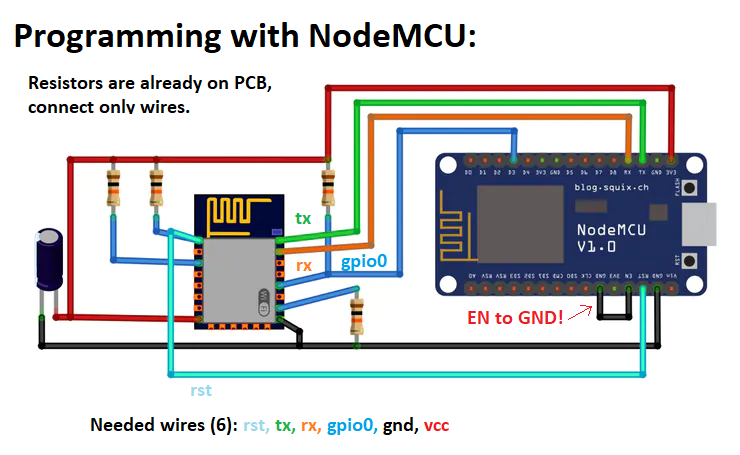 Programming with NodeMCU:
Resistors are already on PCB,
connect only wires.
D0 D1 D2 D3 D4 3V3 GND D5 D6 D7 D8 RX TX GND 3V3
blog.squix.ch
FLASH
tx
NodeMCU
V1.0
rx
gpio0
RST
Wi Fi
A0 RSV RSV SD3 SD2 SD1 CMD SD0 CLK GND 3V3 EN RST GND Vin
EN to GND!
rst
Needed wires (6): rst, tx, rx, gpio0, gnd, vcc